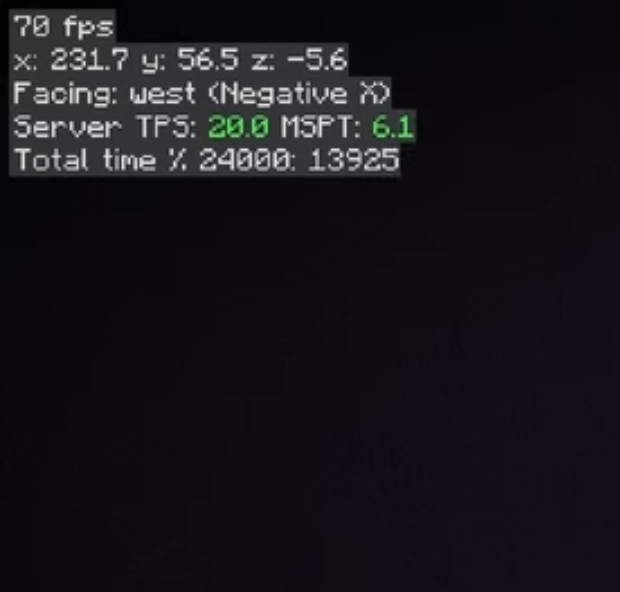 70 fps
x: 231.7 y: 56.5 z: -5.6
Facing: west (Negative X)
Server TPS: 20.0 MSPT: 6.1
Total time % 24000: 13925